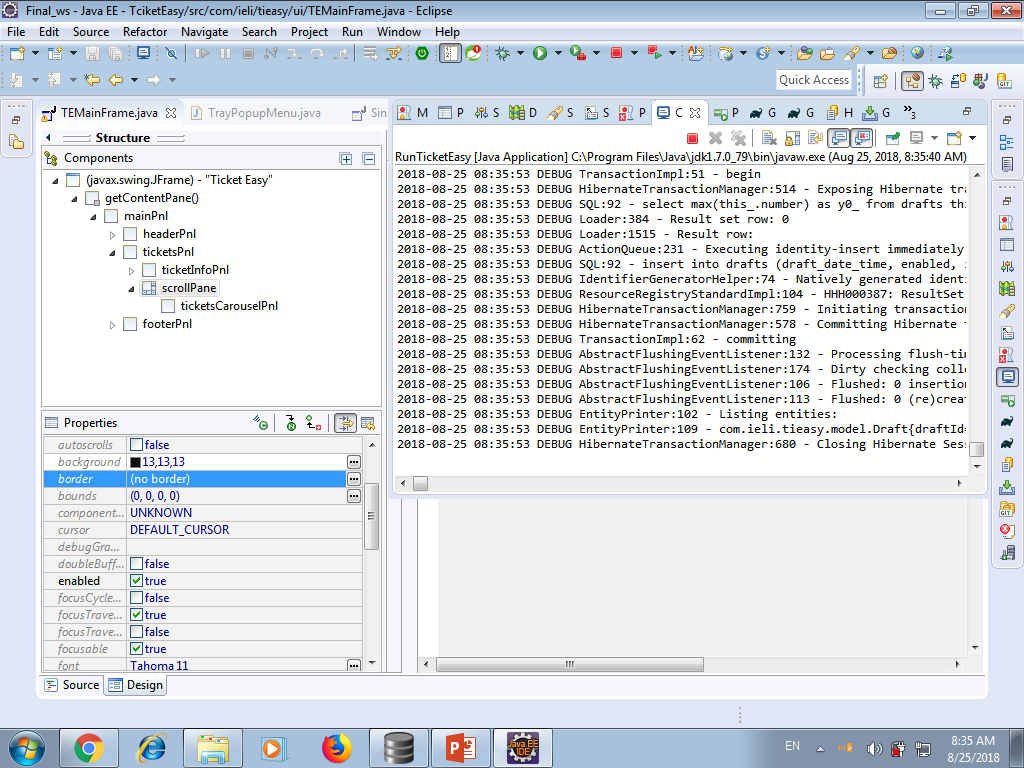 Final_ws - Java EE - TciketEasy/src/com/ieli/tieasy/ui/TEMainFrame.java - Eclipse
File Edit Source Refactor Navigate Search Project Run Window Help
Quick Access
TEMainFrame.java TrayPopupMenu.java Sin
M P S D S S P C P G G H G »3
Structure
Components
(javax.swing.JFrame) - "Ticket Easy"
getContentPane()
mainPnl
headerPnl
ticketsPnl
ticketInfoPnl
scrollPane
ticketsCarouselPnl
footerPnl
RunTicketEasy [Java Application] C:\Program Files\Java\jdk1.7.0_79\bin\javaw.exe (Aug 25, 2018, 8:35:40 AM)
2018-08-25 08:35:53 DEBUG TransactionImpl:51 - begin
2018-08-25 08:35:53 DEBUG HibernateTransactionManager:514 - Exposing Hibernate tra
2018-08-25 08:35:53 DEBUG SQL:92 - select max(this_.number) as y0_ from drafts thi
2018-08-25 08:35:53 DEBUG Loader:384 - Result set row: 0
2018-08-25 08:35:53 DEBUG Loader:1515 - Result row:
2018-08-25 08:35:53 DEBUG ActionQueue:231 - Executing identity-insert immediately
2018-08-25 08:35:53 DEBUG SQL:92 - insert into drafts (draft_date_time, enabled, i
2018-08-25 08:35:53 DEBUG IdentifierGeneratorHelper:74 - Natively generated identi
2018-08-25 08:35:53 DEBUG ResourceRegistryStandardImpl:104 - HHH000387: ResultSet
2018-08-25 08:35:53 DEBUG HibernateTransactionManager:759 - Initiating transaction
2018-08-25 08:35:53 DEBUG HibernateTransactionManager:578 - Committing Hibernate t
2018-08-25 08:35:53 DEBUG TransactionImpl:62 - committing
2018-08-25 08:35:53 DEBUG AbstractFlushingEventListener:132 - Processing flush-tim
2018-08-25 08:35:53 DEBUG AbstractFlushingEventListener:174 - Dirty checking colle
2018-08-25 08:35:53 DEBUG AbstractFlushingEventListener:106 - Flushed: 0 insertion
2018-08-25 08:35:53 DEBUG AbstractFlushingEventListener:113 - Flushed: 0 (re)creat
2018-08-25 08:35:53 DEBUG EntityPrinter:102 - Listing entities:
2018-08-25 08:35:53 DEBUG EntityPrinter:109 - com.ieli.tieasy.model.Draft{draftId=
2018-08-25 08:35:53 DEBUG HibernateTransactionManager:680 - Closing Hibernate Sess
Properties
autoscrolls false
background 13,13,13
border (no border)
bounds (0, 0, 0, 0)
component... UNKNOWN
cursor DEFAULT_CURSOR
debugGra...
doubleBuff... false
enabled true
focusCycle... false
focusTrave... true
focusTrave... false
focusable true
font Tahoma 11
Source Design
EN
8:35 AM
8/25/2018